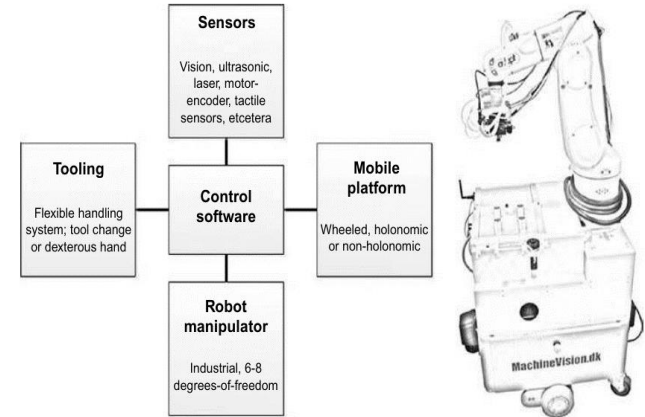 Sensors
Vision, ultrasonic,
laser, motor-
encoder, tactile
sensors, etcetera
Tooling
Flexible handling
system; tool change
or dexterous hand
Control
software
Mobile
platform
Wheeled, holonomic
or non-holonomic
Robot
manipulator
Industrial, 6-8
degrees-of-freedom
MachineVision.dk